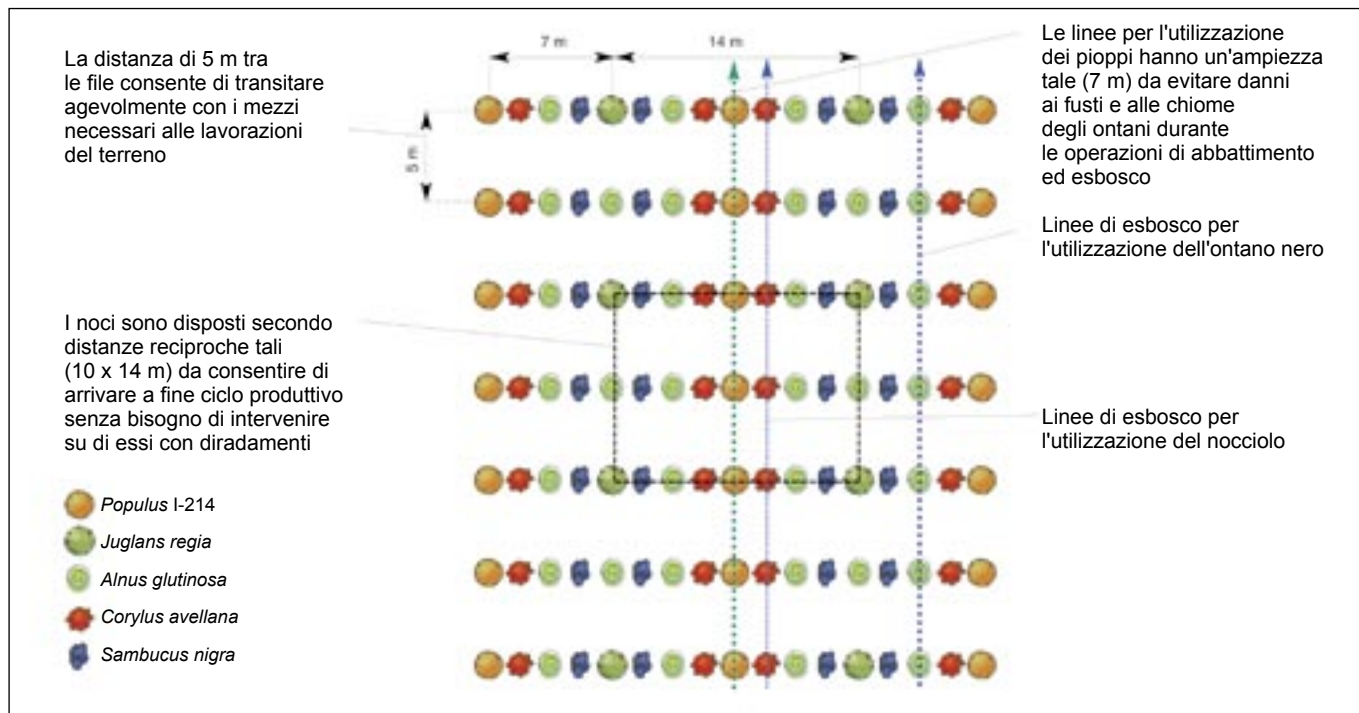 La distanza di 5 m tra
le file consente di transitare
agevolmente con i mezzi
necessari alle lavorazioni
del terreno
7 m
14 m
5 m
Le linee per l'utilizzazione
dei pioppi hanno un'ampiezza
tale (7 m) da evitare danni
ai fusti e alle chiome
degli ontani durante
le operazioni di abbattimento
ed esbosco
Linee di esbosco per
l'utilizzazione dell'ontano nero
I noci sono disposti secondo
distanze reciproche tali
(10 x 14 m) da consentire di
arrivare a fine ciclo produttivo
senza bisogno di intervenire
su di essi con diradamenti
Linee di esbosco per
l'utilizzazione del nocciolo
Populus I-214
Juglans regia
Alnus glutinosa
Corylus avellana
Sambucus nigra